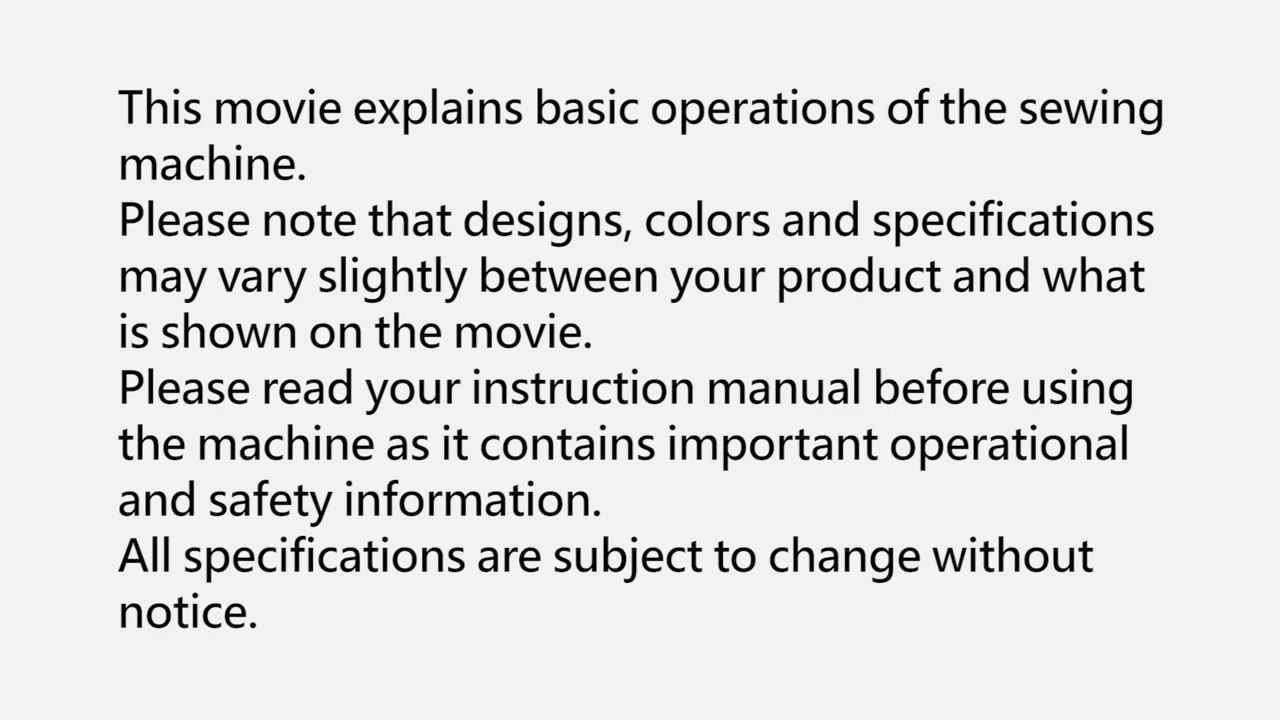 This movie explains basic operations of the sewing
machine.
Please note that designs, colors and specifications
may vary slightly between your product and what
is shown on the movie.
Please read your instruction manual before using
the machine as it contains important operational
and safety information.
All specifications are subject to change without
notice.